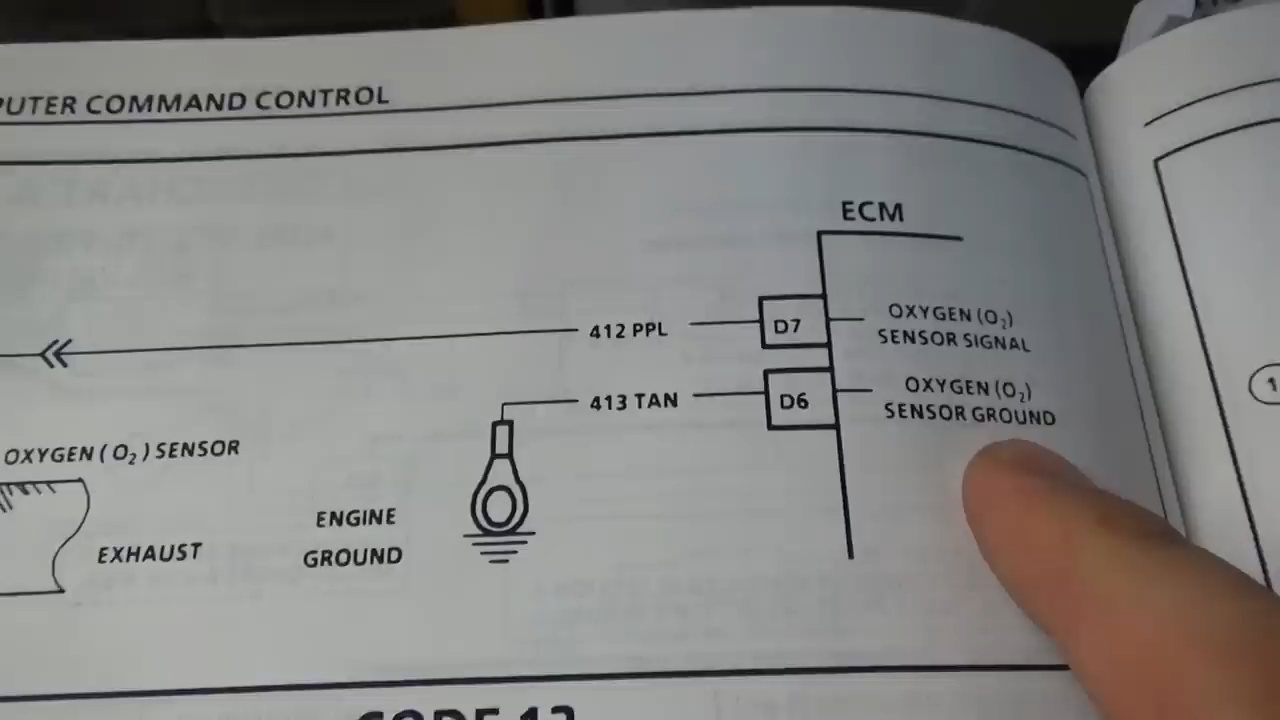 COMMAND CONTROL
ECM
412 PPL
D7
OXYGEN (O₂)
SENSOR SIGNAL
413 TAN
D6
OXYGEN (O₂)
SENSOR GROUND
OXYGEN (O₂) SENSOR
EXHAUST
ENGINE
GROUND
1